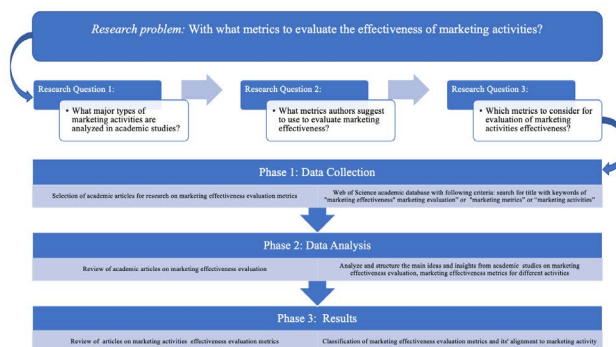 Research problem: With what metrics to evaluate the effectiveness of marketing activities?
Research Question 1:
• What major types of
marketing activities are
analyzed in academic studies?
Research Question 2:
• What metrics authors suggest
to use to evaluate marketing
effectiveness?
Research Question 3:
• Which metrics to consider for
evaluation of marketing
activities effectiveness?
Phase 1: Data Collection
Selection of academic articles for research on marketing effectiveness evaluation metrics
Web of Science academic database with following criteria: search for title with keywords of
"marketing effectiveness" marketing evaluation” or "marketing metrics” or “marketing activities”
Phase 2: Data Analysis
Review of academic articles on marketing effectiveness evaluation
Analyze and structure the main ideas and insights from academic studies on marketing
effectiveness evaluation, marketing effectiveness metrics for different activities
Phase 3: Results
Review of articles on marketing activities effectiveness evaluation metrics
Classification of marketing effectiveness evaluation metrics and its' alignment to marketing activity